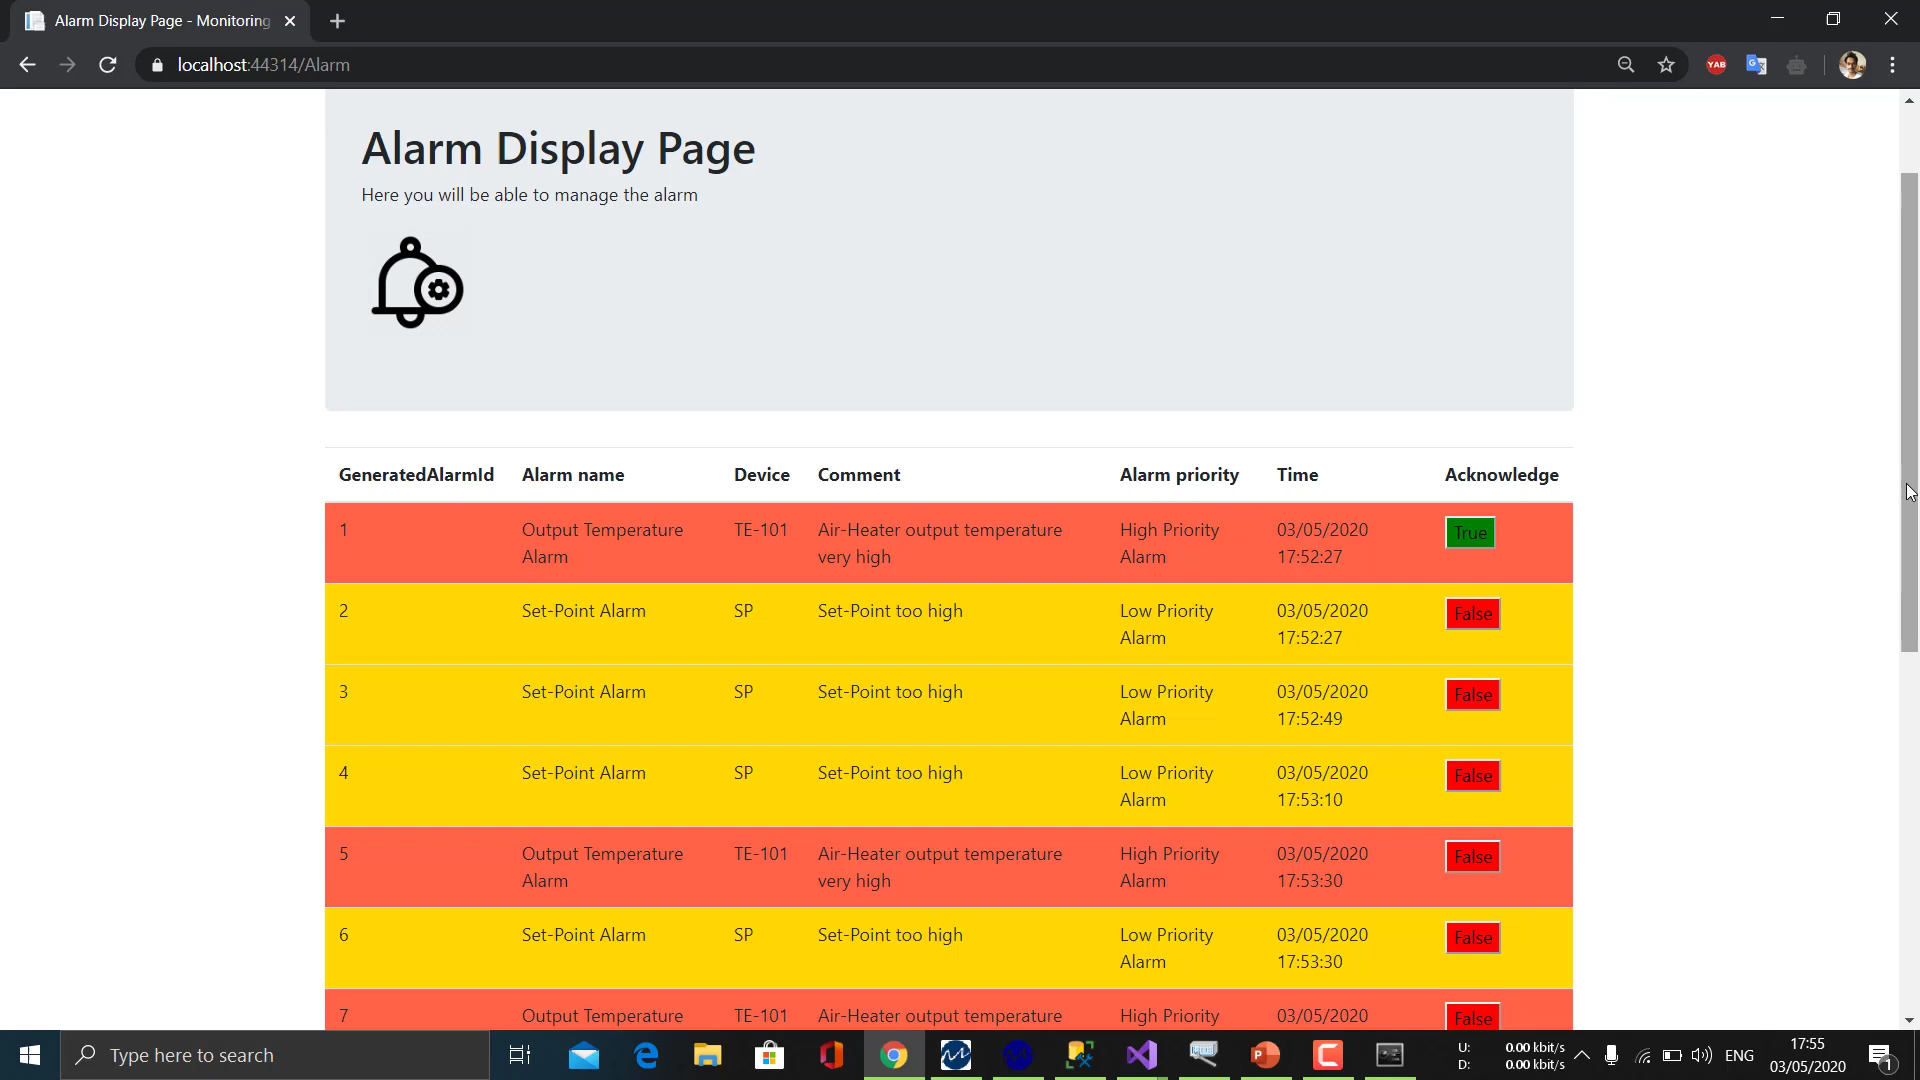 Alarm Display Page - Monitoring
localhost:44314/Alarm
YAB
Alarm Display Page
Here you will be able to manage the alarm
GeneratedAlarmId Alarm name Device Comment Alarm priority Time Acknowledge
1 Output Temperature TE-101 Air-Heater output temperature High Priority 03/05/2020 True
Alarm very high Alarm 17:52:27
2 Set-Point Alarm SP Set-Point too high Low Priority 03/05/2020 False
Alarm 17:52:27
3 Set-Point Alarm SP Set-Point too high Low Priority 03/05/2020 False
Alarm 17:52:49
4 Set-Point Alarm SP Set-Point too high Low Priority 03/05/2020 False
Alarm 17:53:10
5 Output Temperature TE-101 Air-Heater output temperature High Priority 03/05/2020 False
Alarm very high Alarm 17:53:30
6 Set-Point Alarm SP Set-Point too high Low Priority 03/05/2020 False
Alarm 17:53:30
7 Output Temperature TE-101 Air-Heater output temperature High Priority 03/05/2020 False
Type here to search
U: 0.00 kbit/s
D: 0.00 kbit/s
ENG
17:55
03/05/2020
1